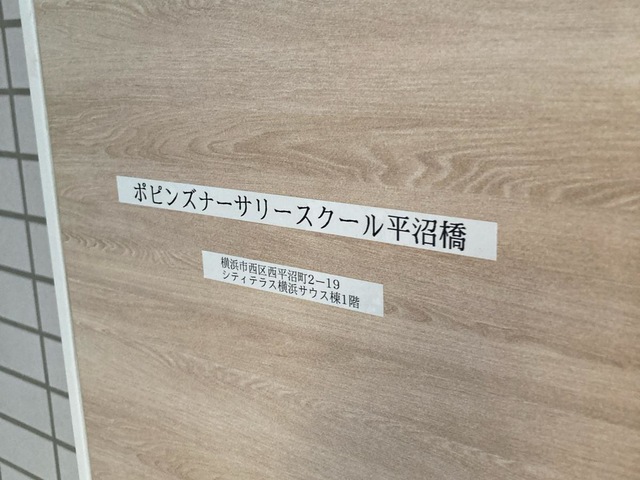 ポピンズナーサリースクール平沼橋
横浜市西区西平沼町2－19
シティテラス横浜サウス棟1階